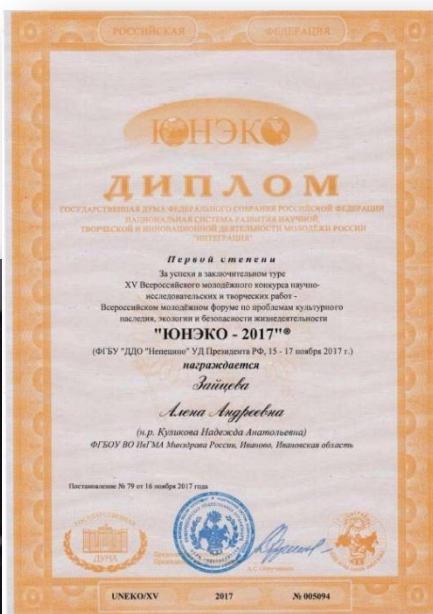 РОССИЙСКАЯ ФЕДЕРАЦИЯ
ЮНЭКО
ДИПЛОМ
ГОСУДАРСТВЕННАЯ ДУМА ФЕДЕРАЛЬНОГО СОБРАНИЯ РОССИЙСКОЙ ФЕДЕРАЦИИ
НАЦИОНАЛЬНАЯ СИСТЕМА РАЗВИТИЯ НАУЧНОЙ,
ТВОРЧЕСКОЙ И ИННОВАЦИОННОЙ ДЕЯТЕЛЬНОСТИ МОЛОДЁЖИ РОССИИ
"ИНТЕГРАЦИЯ"
Первой степени
За успехи в заключительном туре
XV Всероссийского молодёжного конкурса научно-
исследовательских и творческих работ -
Всероссийском молодёжном форуме по проблемам культурного
наследия, экологии и безопасности жизнедеятельности
"ЮНЭКО - 2017"®
(ФГБУ "ДДО "Непецино" УД Президента РФ, 15 - 17 ноября 2017 г.)
награждается
Зайцева
Алена Андреевна
(н.р. Куликова Надежда Анатольевна)
ФГБОУ ВО ИвГМА Минздрава России, Иваново, Ивановская область
Постановление № 79 от 16 ноября 2017 года
ГОСУДАРСТВЕННАЯ
ДУМА
UNEKO/XV 2017 № 005094